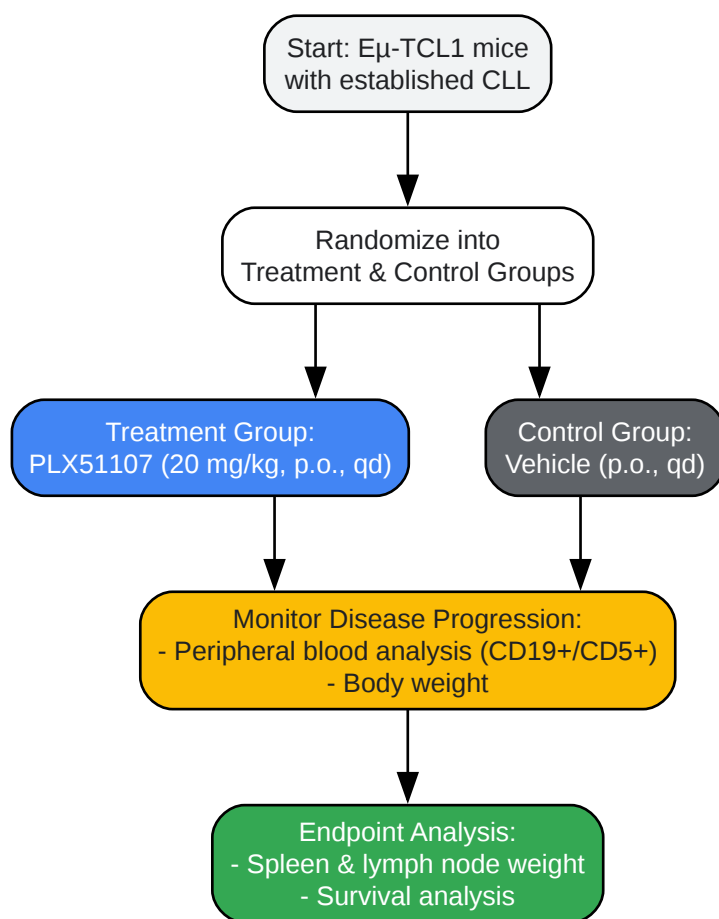 Start: Eµ-TCL1 mice
with established CLL
Randomize into
Treatment & Control Groups
Treatment Group:
PLX51107 (20 mg/kg, p.o., qd)
Control Group:
Vehicle (p.o., qd)
Monitor Disease Progression:
- Peripheral blood analysis (CD19+/CD5+)
- Body weight
Endpoint Analysis:
- Spleen & lymph node weight
- Survival analysis